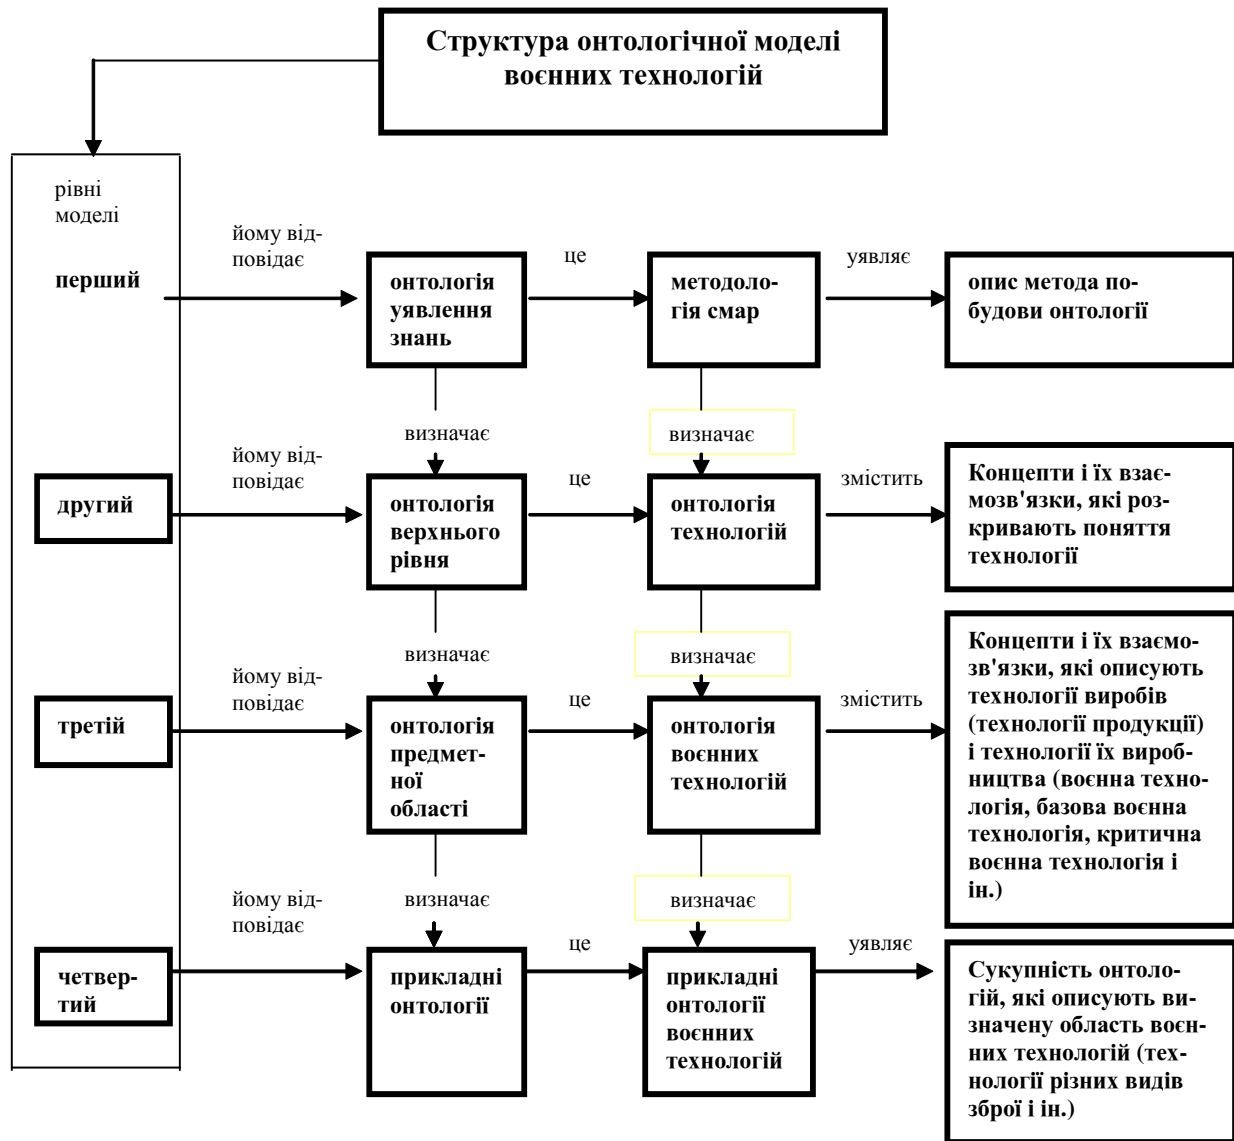 Структура онтологічної моделі
воєнних технологій
рівні
моделі
перший
йому від-
повідає
онтологія
уявлення
знань
це
методоло-
гія смар
уявляє
опис метода по-
будови онтології
визначає
визначає
другий
йому від-
повідає
онтологія
верхнього
рівня
це
онтологія
технологій
змістить
Концепти і їх взає-
мозв'язки, які роз-
кривають поняття
технології
визначає
визначає
третій
йому від-
повідає
онтологія
предмет-
ної
області
це
онтологія
воєнних
технологій
змістить
Концепти і їх взаємо-
зв'язки, які описують
технології виробів
(технології продукції)
і технології їх вироб-
ництва (воєнна техно-
логія, базова воєнна
технологія, критична
воєнна технологія і
ін.)
визначає
визначає
четвер-
тий
йому від-
повідає
прикладні
онтології
це
прикладні
онтології
воєнних
технологій
уявляє
Сукупність онтоло-
гій, які описують ви-
значену область воєн-
них технологій (тех-
нології різних видів
зброї і ін.)